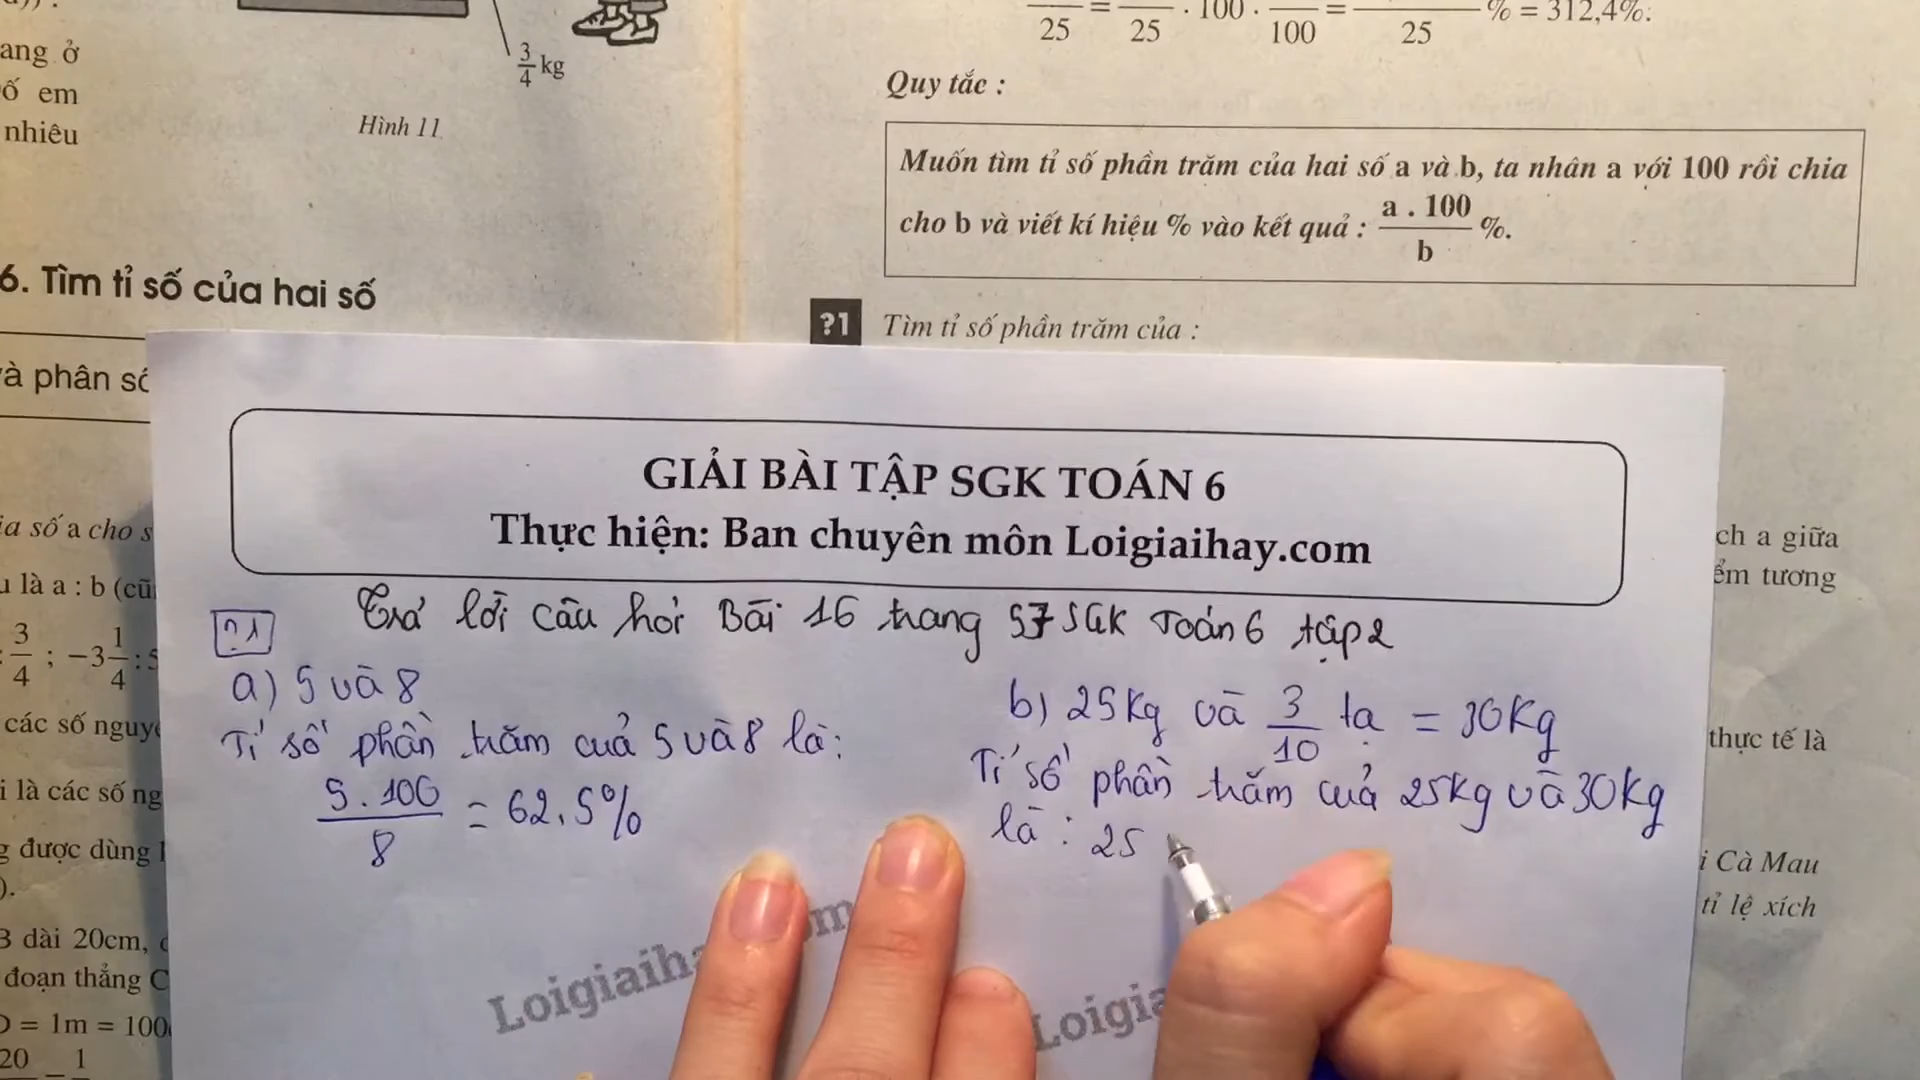 ang ở
ố em
nhiêu
3/4 kg
Hình 11
6. Tìm tỉ số của hai số
à phân số
ia số a cho s
là a : b (cũ
3/4 ; −3 1/4 : 5
các số nguyê
i là các số ng
g được dùng
).
B dài 20cm,
đoạn thẳng C
= 1m = 100
20 1
25 = 25 . 100 . 100 = 25 % = 312,4%.
Quy tắc :
Muốn tìm tỉ số phần trăm của hai số a và b, ta nhân a với 100 rồi chia
cho b và viết kí hiệu % vào kết quả : a . 100 / b %.
?1 Tìm tỉ số phần trăm của :
ch a giữa
ểm tương
thực tế là
i Cà Mau
tỉ lệ xích
GIẢI BÀI TẬP SGK TOÁN 6
Thực hiện: Ban chuyên môn Loigiaihay.com
Trả lời câu hỏi Bài 16 trang 57 SGK Toán 6 tập 2
?1
a) 5 và 8
Tỉ số phần trăm của 5 và 8 là:
5 . 100 / 8 = 62,5%
b) 25kg và 3/10 tạ = 30kg
Tỉ số phần trăm của 25kg và 30kg
là : 25
Loigiaiha
om
Loigia